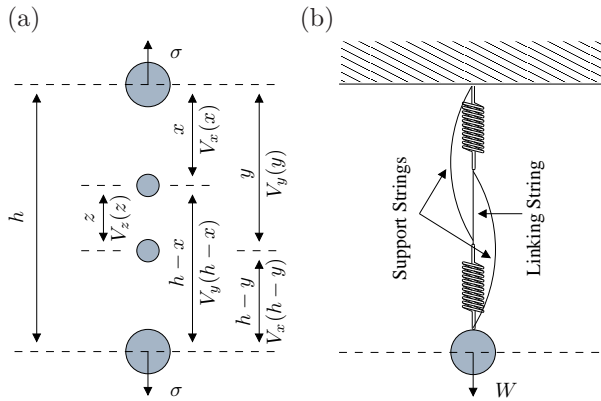 (a)
σ
h
x
V_x(x)
y
V_y(y)
z
V_z(z)
h − x
V_y(h − x)
h − y
V_x(h − y)
σ
(b)
Support Strings
Linking String
W